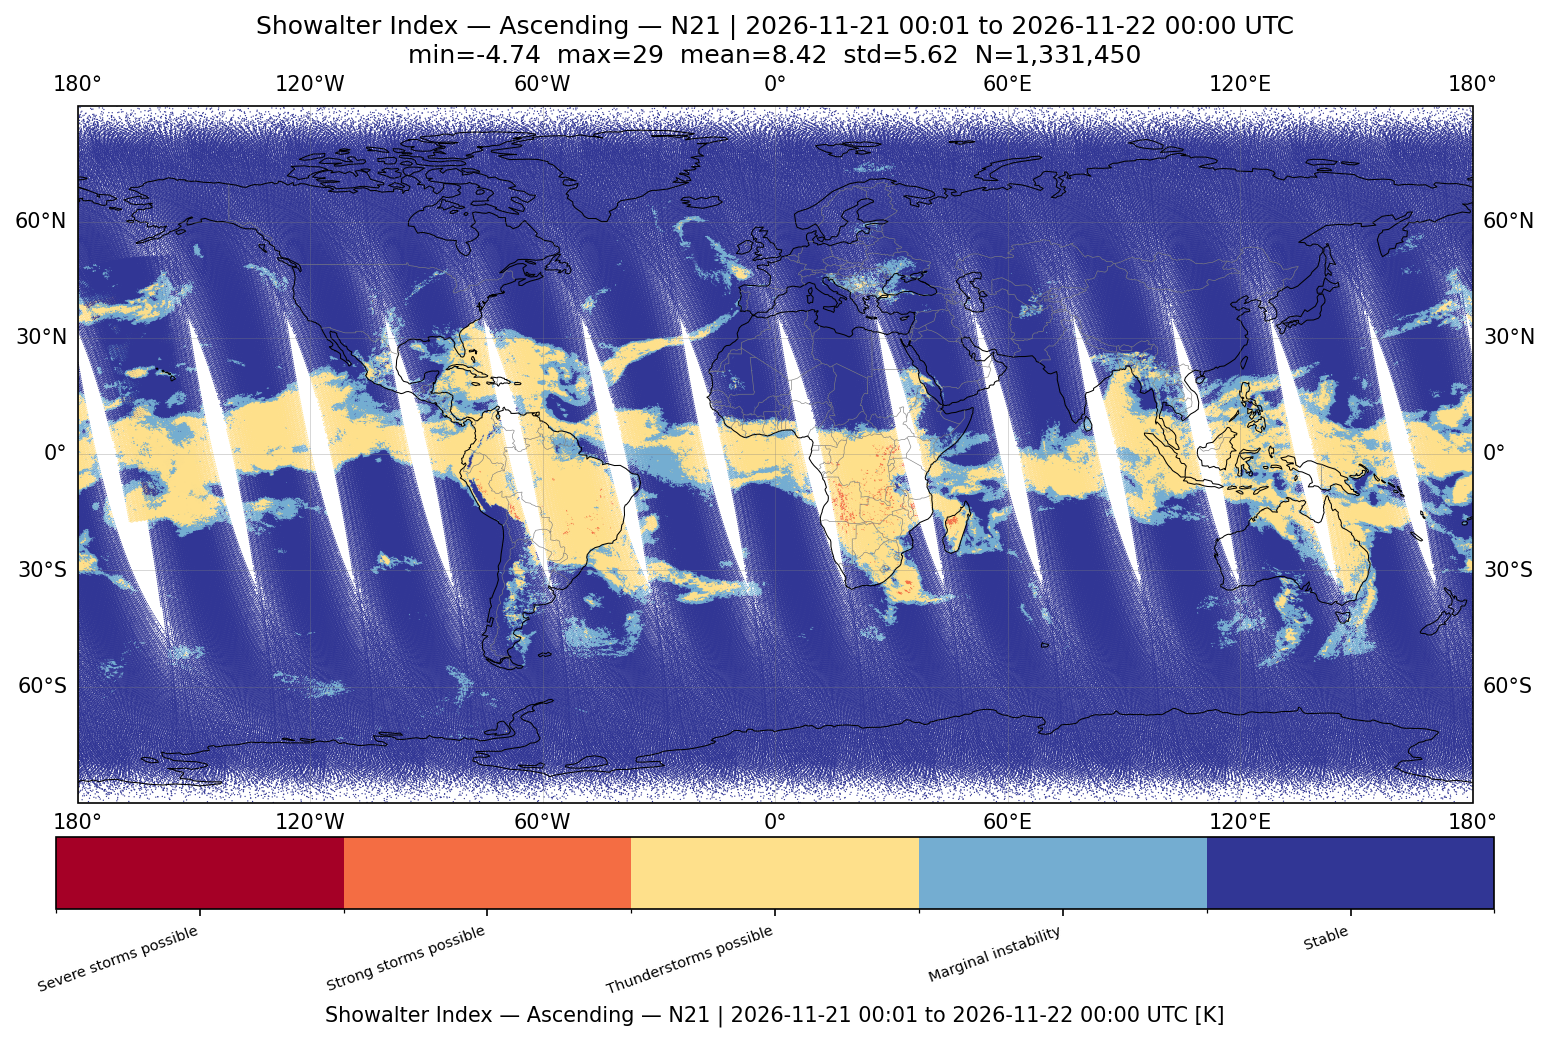 Showalter Index — Ascending — N21 | 2026-11-21 00:01 to 2026-11-22 00:00 UTC
min=-4.74 max=29 mean=8.42 std=5.62 N=1,331,450
180° 120°W 60°W 0° 60°E 120°E 180°
60°N 60°N
30°N 30°N
0° 0°
30°S 30°S
60°S 60°S
180° 120°W 60°W 0° 60°E 120°E 180°
Severe storms possible
Strong storms possible
Thunderstorms possible
Marginal instability
Stable
Showalter Index — Ascending — N21 | 2026-11-21 00:01 to 2026-11-22 00:00 UTC [K]